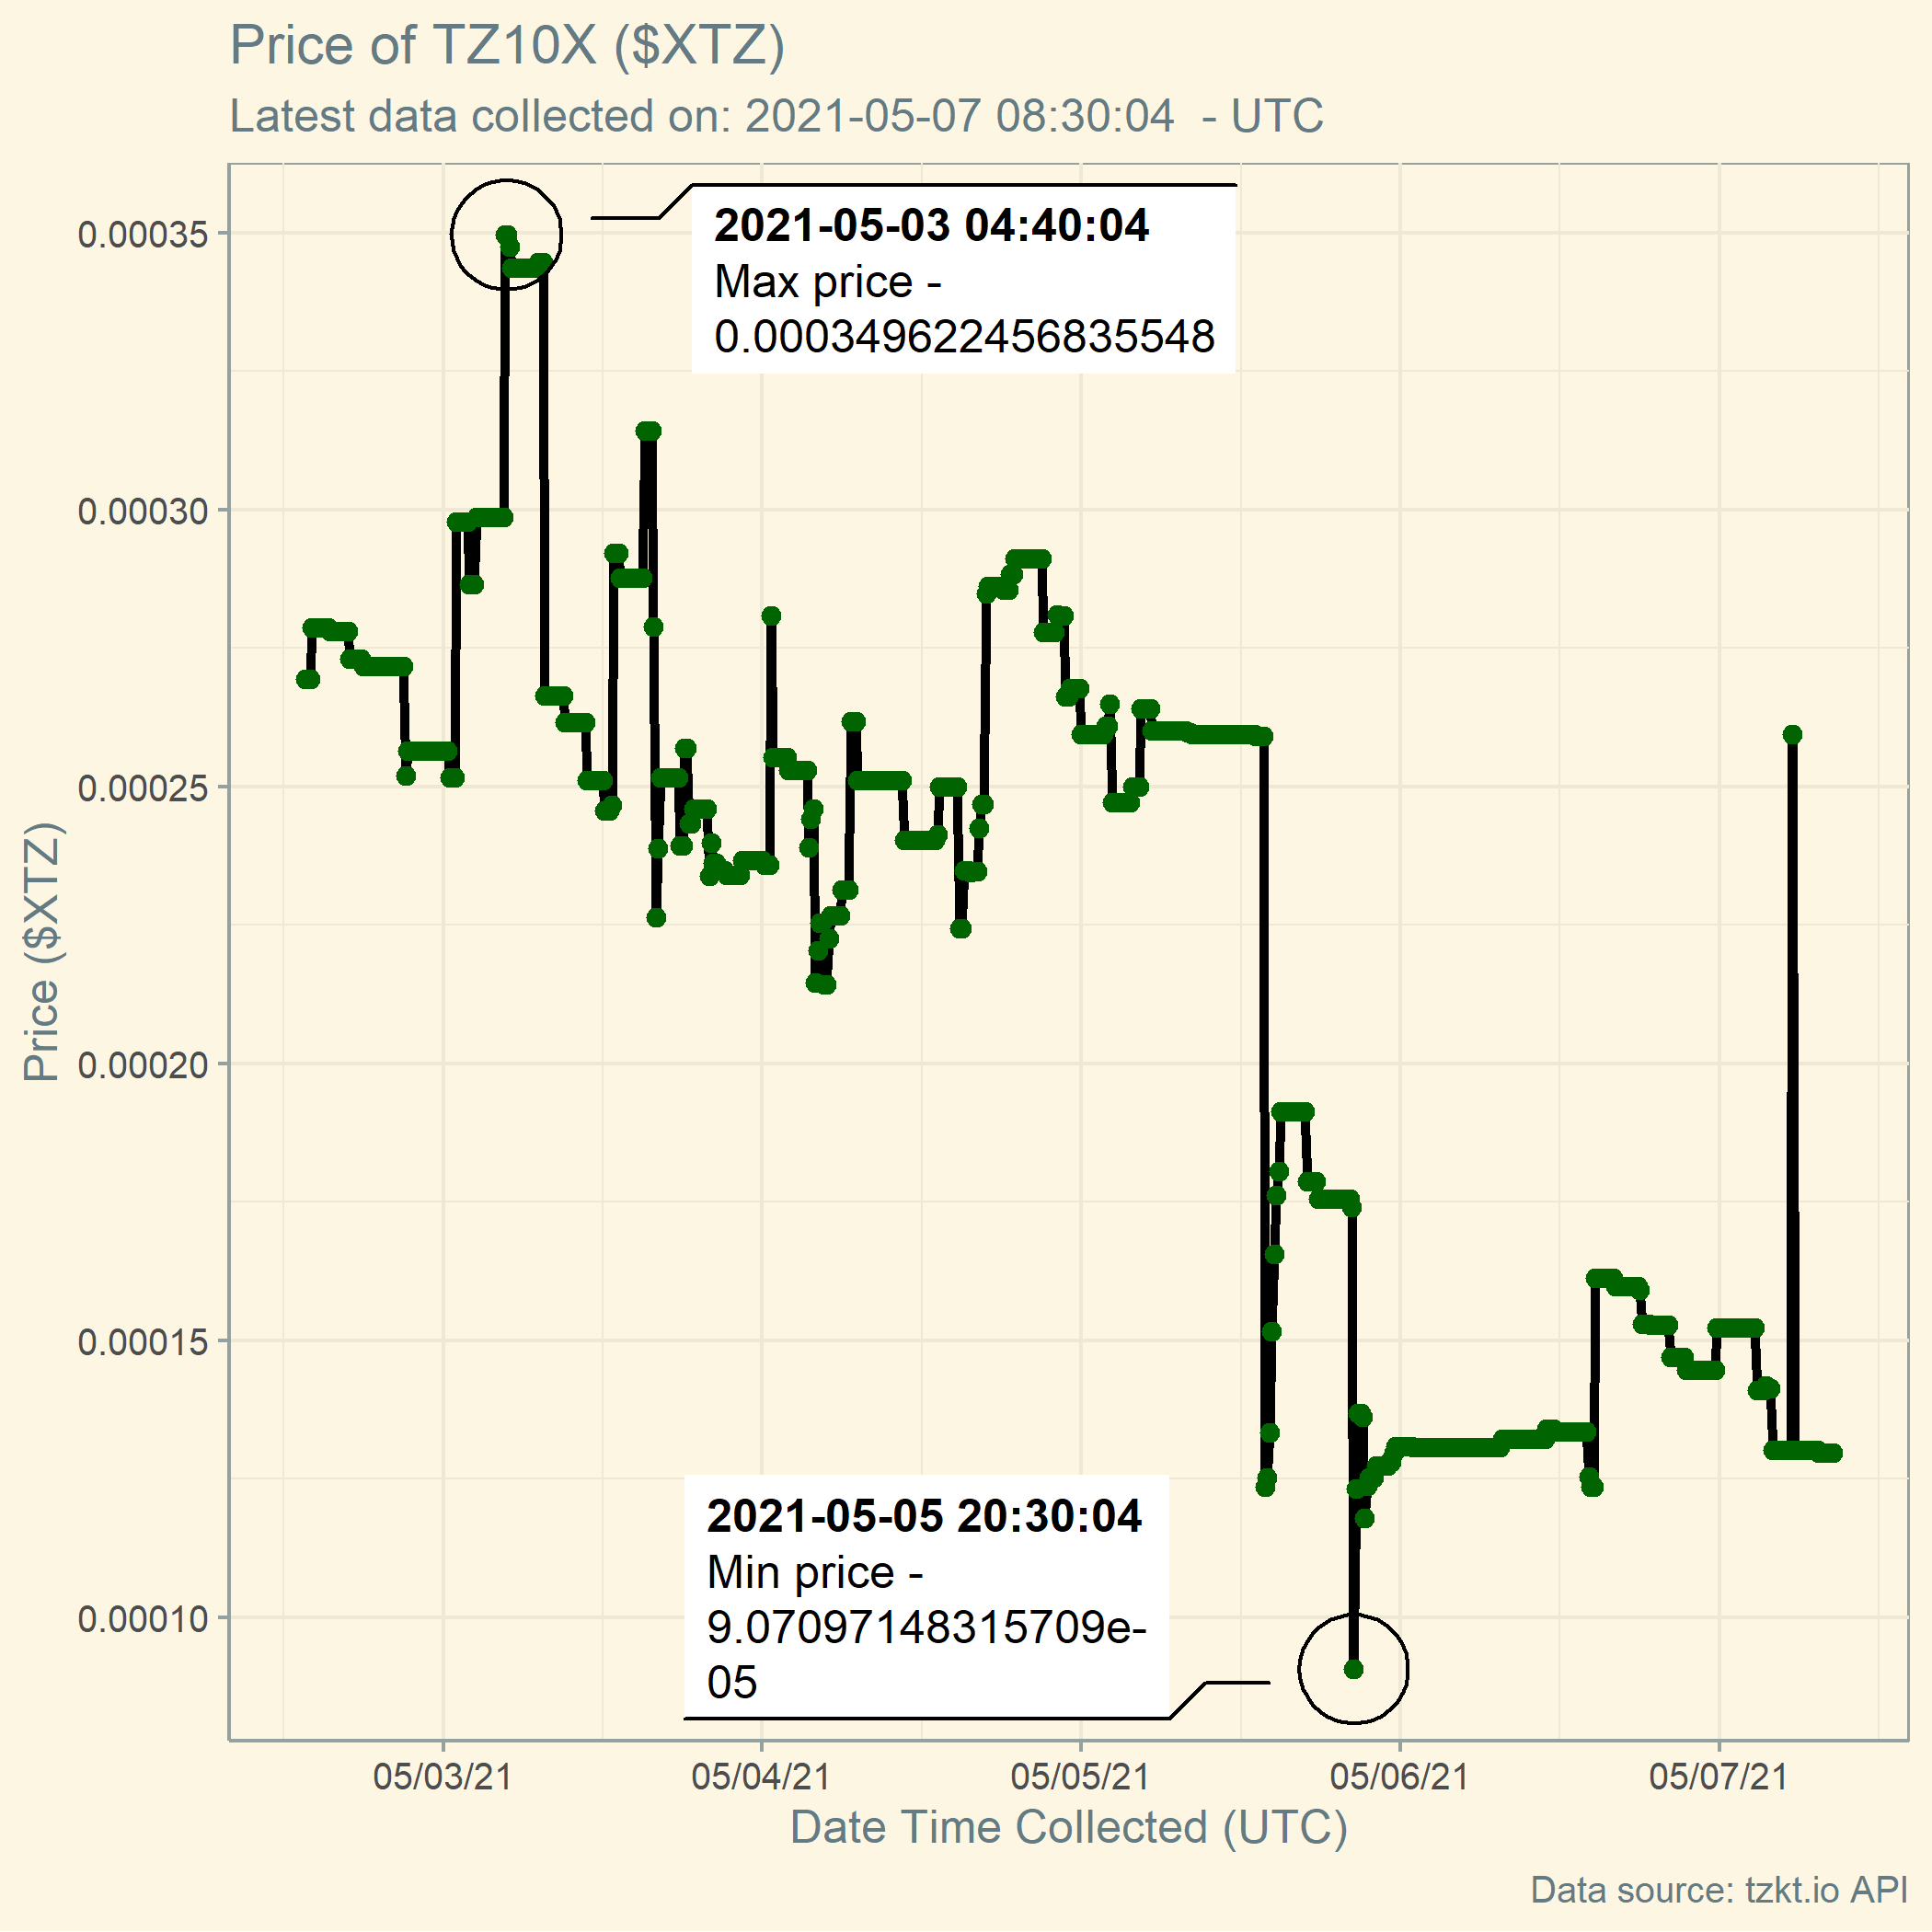 Price of TZ10X ($XTZ)
Latest data collected on: 2021-05-07 08:30:04  - UTC
2021-05-03 04:40:04
Max price -
0.000349622456835548
0.00035
0.00030
0.00025
0.00020
0.00015
0.00010
Price ($XTZ)
2021-05-05 20:30:04
Min price -
9.07097148315709e-
05
05/03/21
05/04/21
05/05/21
05/06/21
05/07/21
Date Time Collected (UTC)
Data source: tzkt.io API